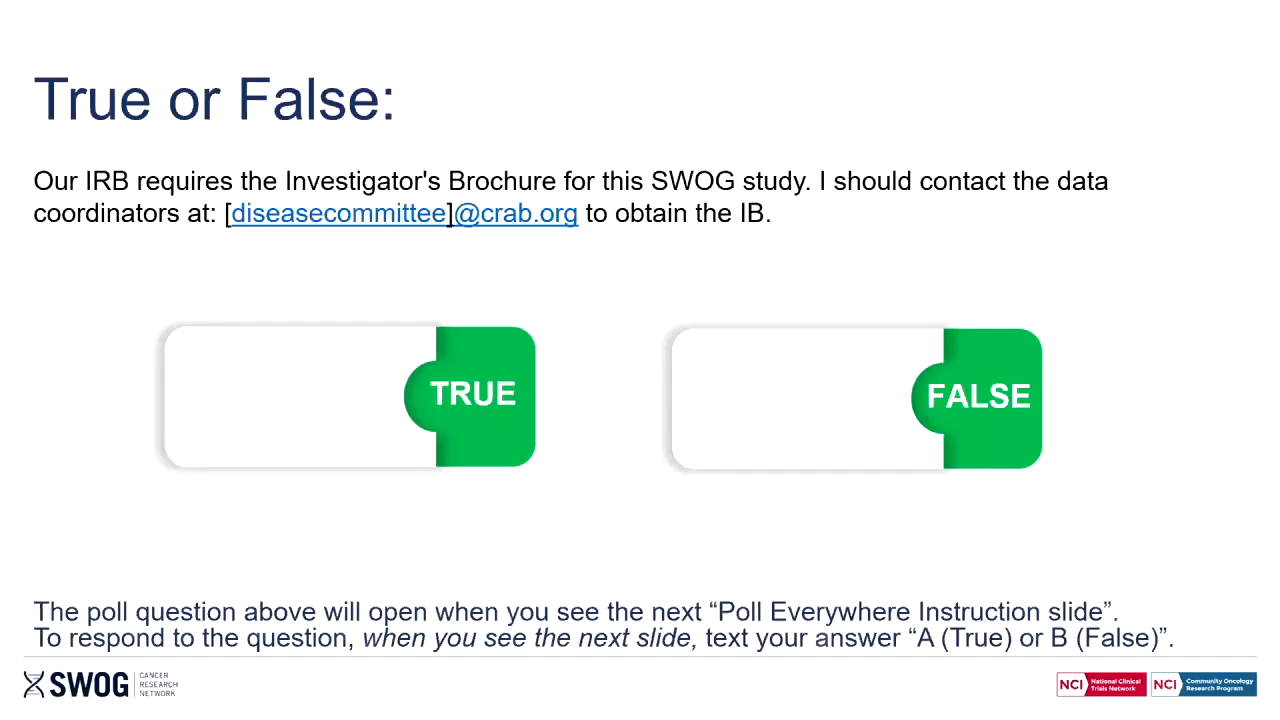 True or False:
Our IRB requires the Investigator's Brochure for this SWOG study. I should contact the data
coordinators at: [diseasecommittee]@crab.org to obtain the IB.
TRUE
FALSE
The poll question above will open when you see the next “Poll Everywhere Instruction slide”.
To respond to the question, when you see the next slide, text your answer “A (True) or B (False)”.
SWOG
CANCER
RESEARCH
NETWORK
NCI
National Clinical
Trials Network
NCI
Community Oncology
Research Program